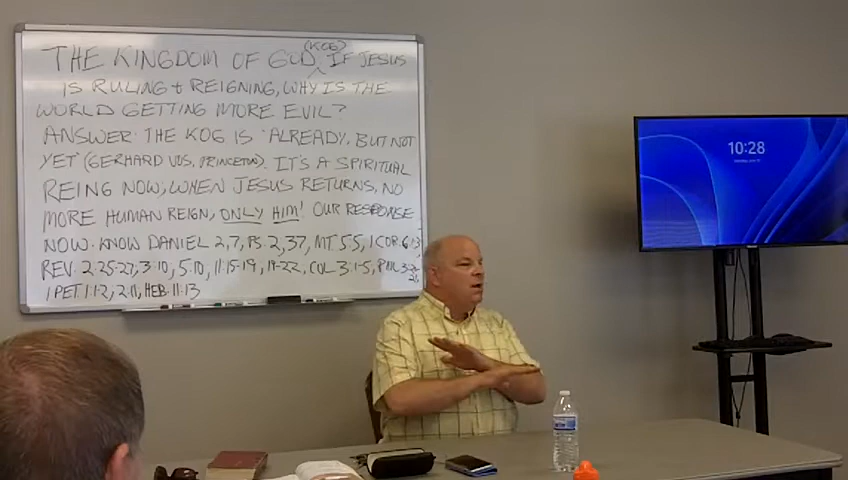 THE KINGDOM OF GOD (KOG) IF JESUS
IS RULING + REIGNING, WHY IS THE
WORLD GETTING MORE EVIL?
ANSWER: THE KOG IS "ALREADY, BUT NOT
YET" (GERHARD VOS, PRINCETON). IT'S A SPIRITUAL
REING NOW; WHEN JESUS RETURNS, NO
MORE HUMAN REIGN, ONLY HIM! OUR RESPONSE
NOW: KNOW DANIEL 2,7, PS. 2, 37, MT. 5:5, 1 COR. 6:13,
REV. 2:25-27, 3:10, 5:10, 11:15-19, 19-22, COL 3:1-5, PHIL 3:20-21,
1 PET. 1:1-2, 2:11, HEB. 11:13
10:28